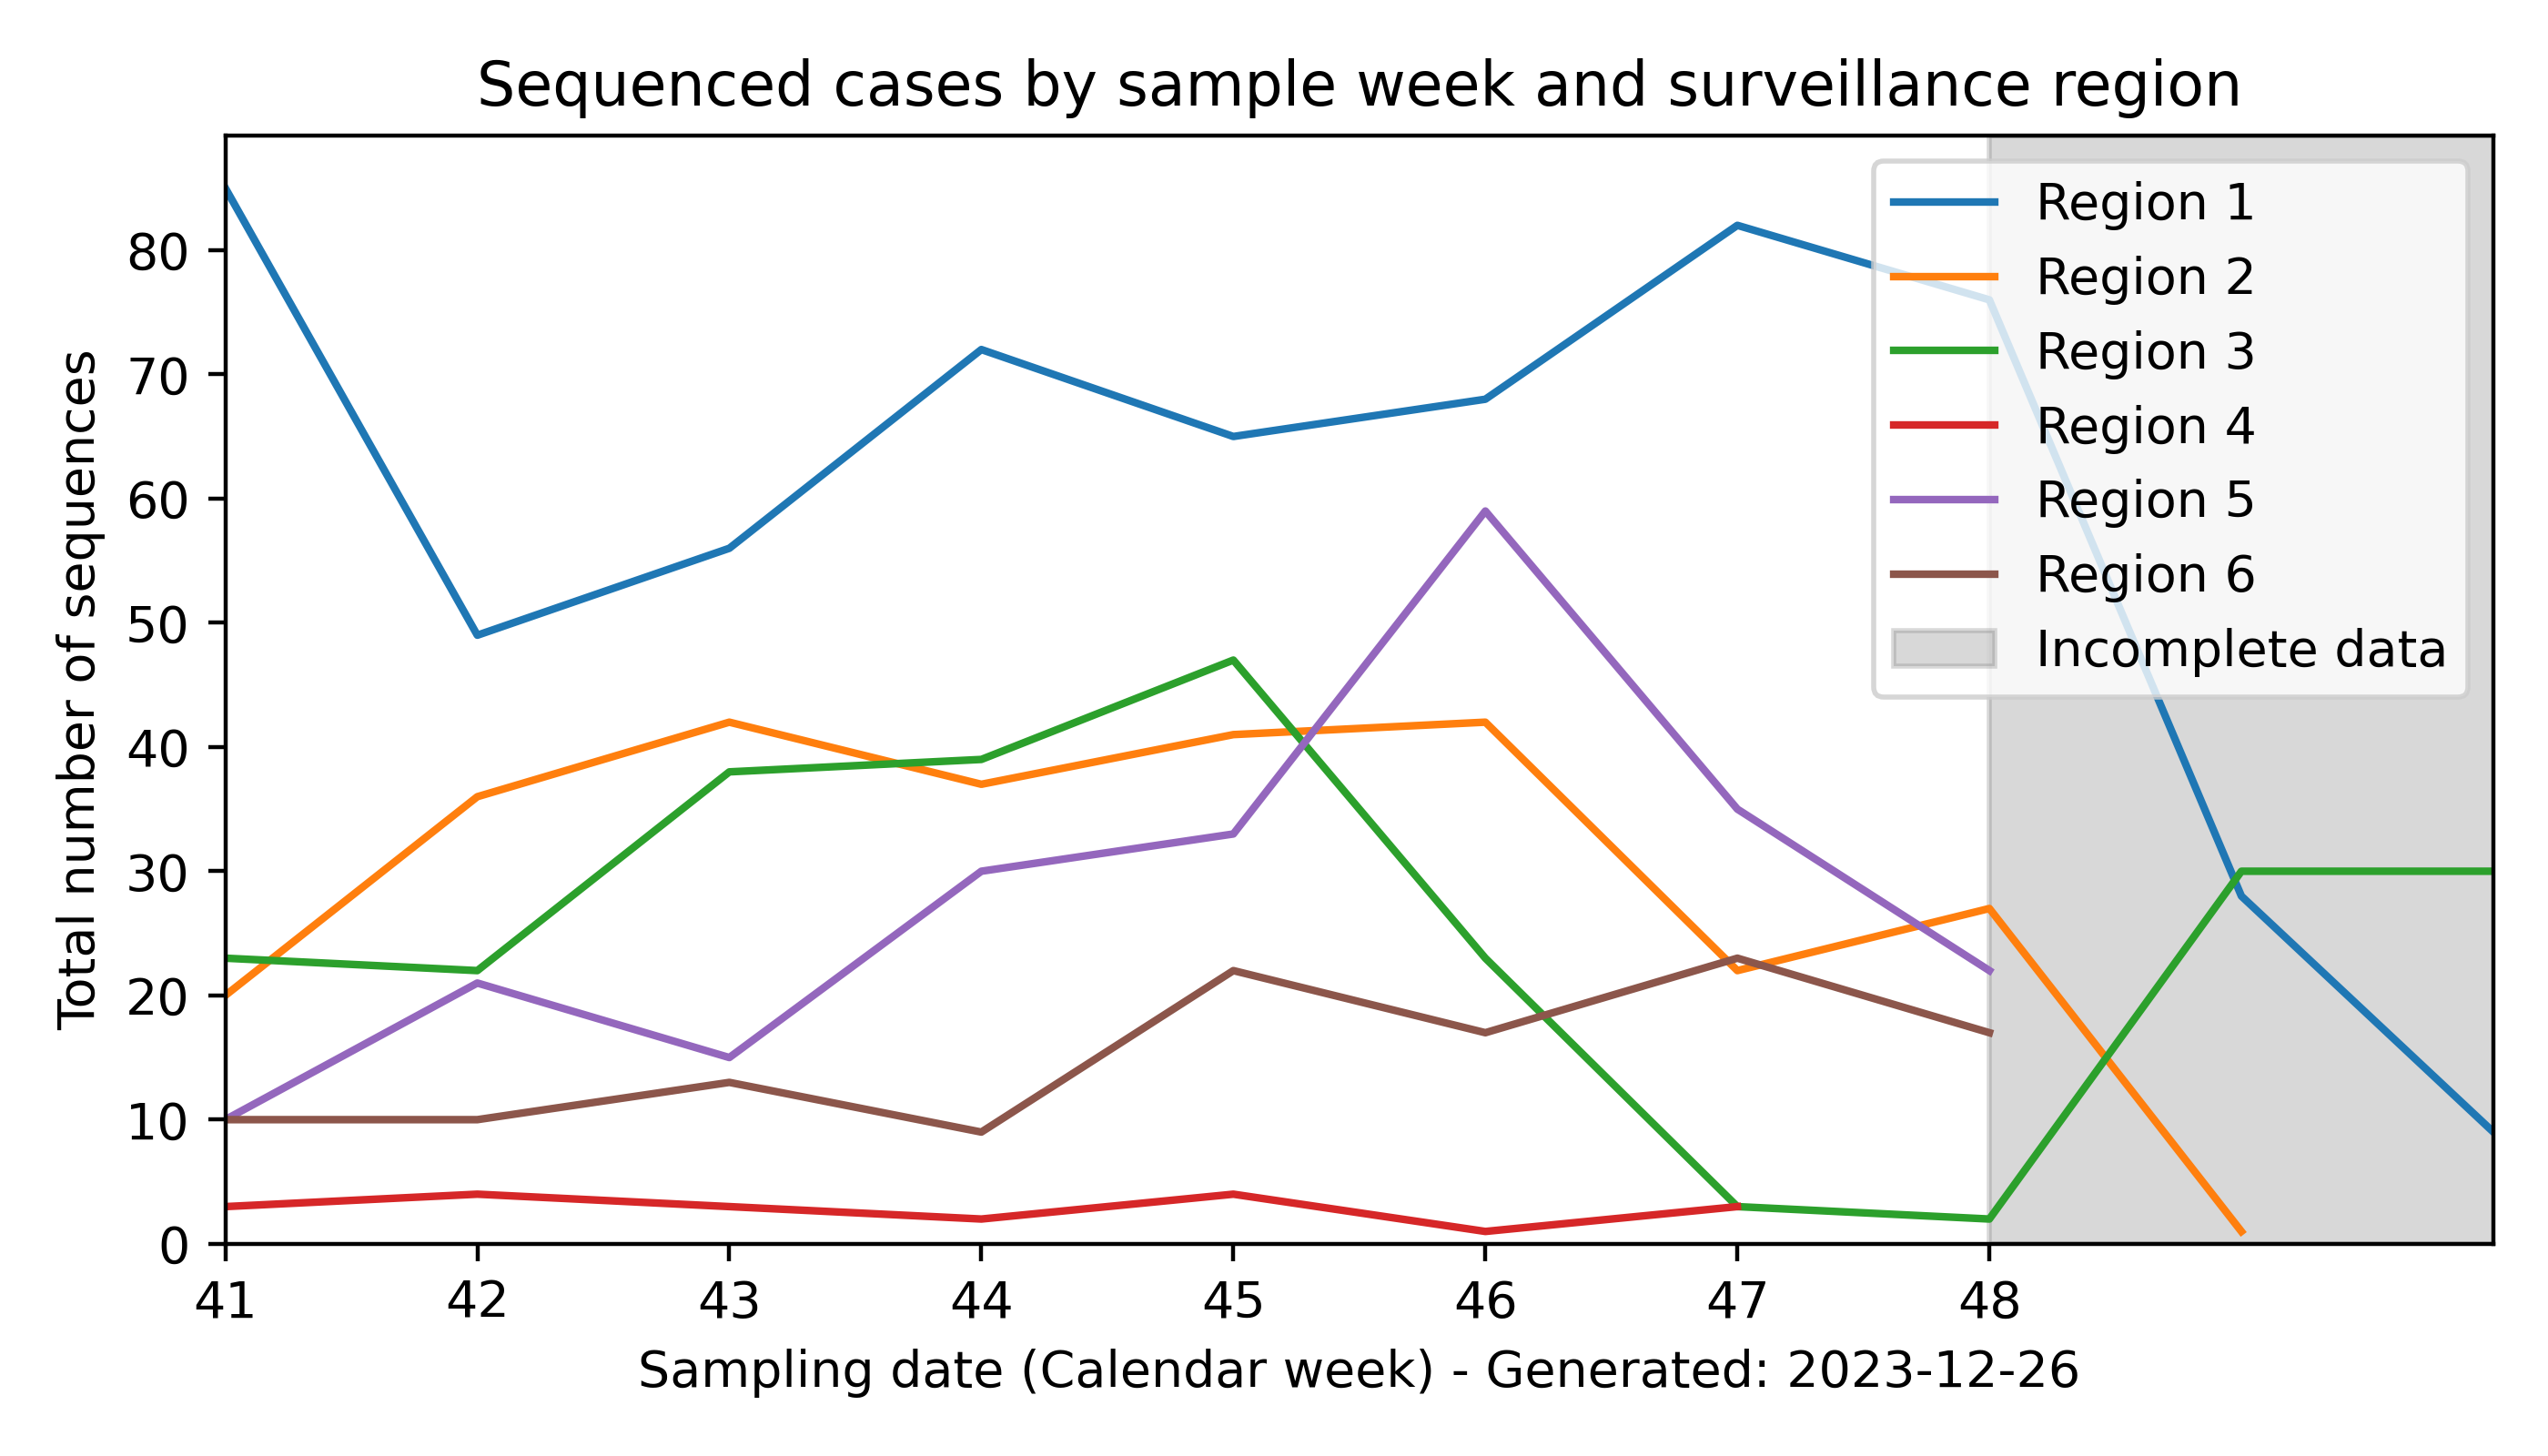 Sequenced cases by sample week and surveillance region
Total number of sequences
80
70
60
50
40
30
20
10
0
41 42 43 44 45 46 47 48
Sampling date (Calendar week) - Generated: 2023-12-26
Region 1
Region 2
Region 3
Region 4
Region 5
Region 6
Incomplete data